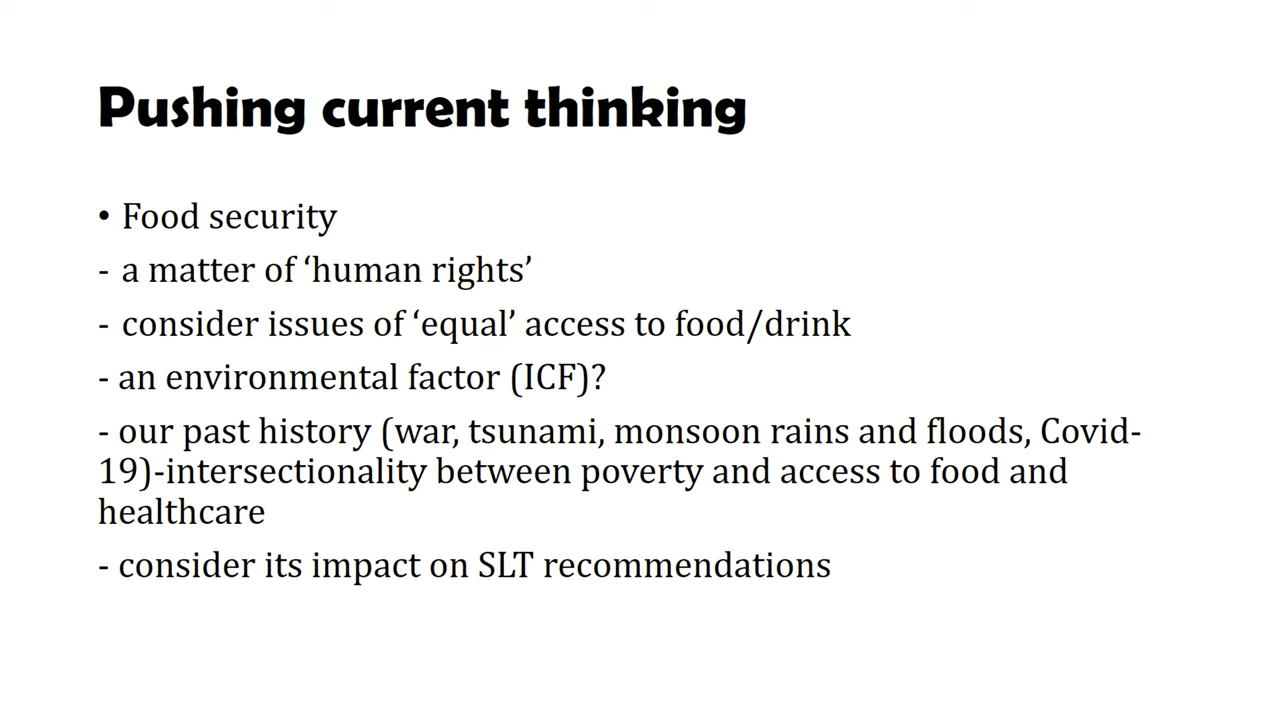 Pushing current thinking
• Food security
- a matter of ‘human rights’
- consider issues of ‘equal’ access to food/drink
- an environmental factor (ICF)?
- our past history (war, tsunami, monsoon rains and floods, Covid-
19)-intersectionality between poverty and access to food and
healthcare
- consider its impact on SLT recommendations